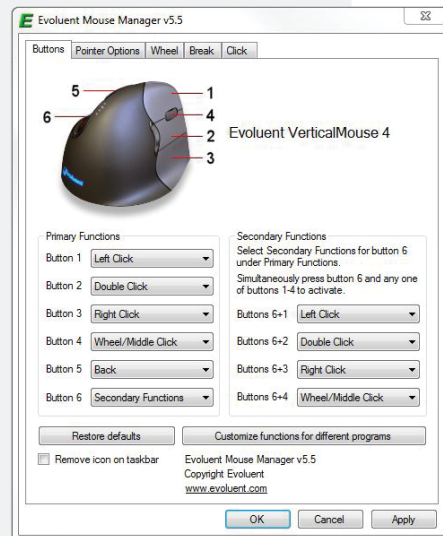 Evoluent Mouse Manager v5.5
Buttons Pointer Options Wheel Break Click
5
1
6
4
2
3
Evoluent VerticalMouse 4
Primary Functions
Button 1 Left Click
Button 2 Double Click
Button 3 Right Click
Button 4 Wheel/Middle Click
Button 5 Back
Button 6 Secondary Functions
Secondary Functions
Select Secondary Functions for button 6
under Primary Functions.
Simultaneously press button 6 and any one
of buttons 1-4 to activate.
Buttons 6+1 Left Click
Buttons 6+2 Double Click
Buttons 6+3 Right Click
Buttons 6+4 Wheel/Middle Click
Restore defaults
Customize functions for different programs
Remove icon on taskbar
Evoluent Mouse Manager v5.5
Copyright Evoluent
www.evoluent.com
OK Cancel Apply